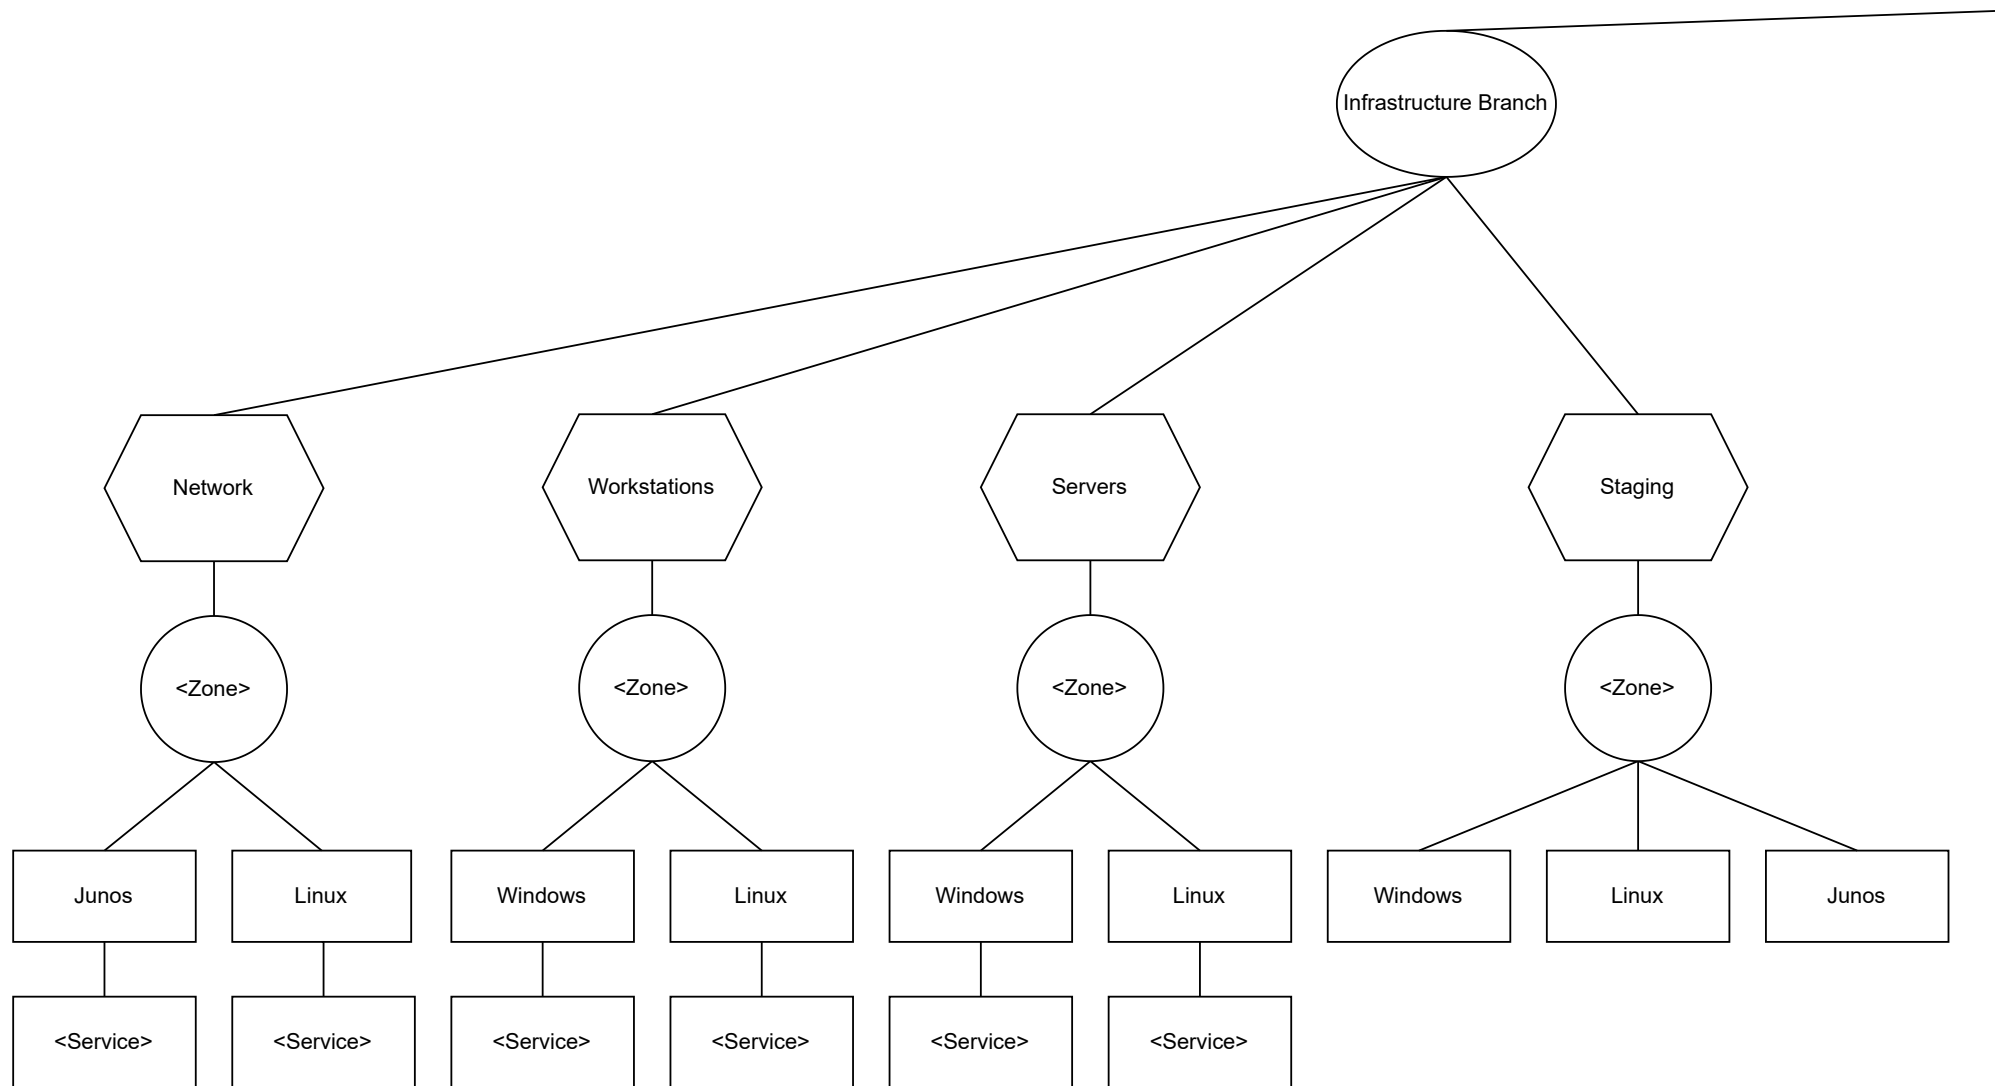 Infrastructure Branch
Network
Workstations
Servers
Staging
<Zone>
<Zone>
<Zone>
<Zone>
Junos
Linux
Windows
Linux
Windows
Linux
Windows
Linux
Junos
<Service>
<Service>
<Service>
<Service>
<Service>
<Service>